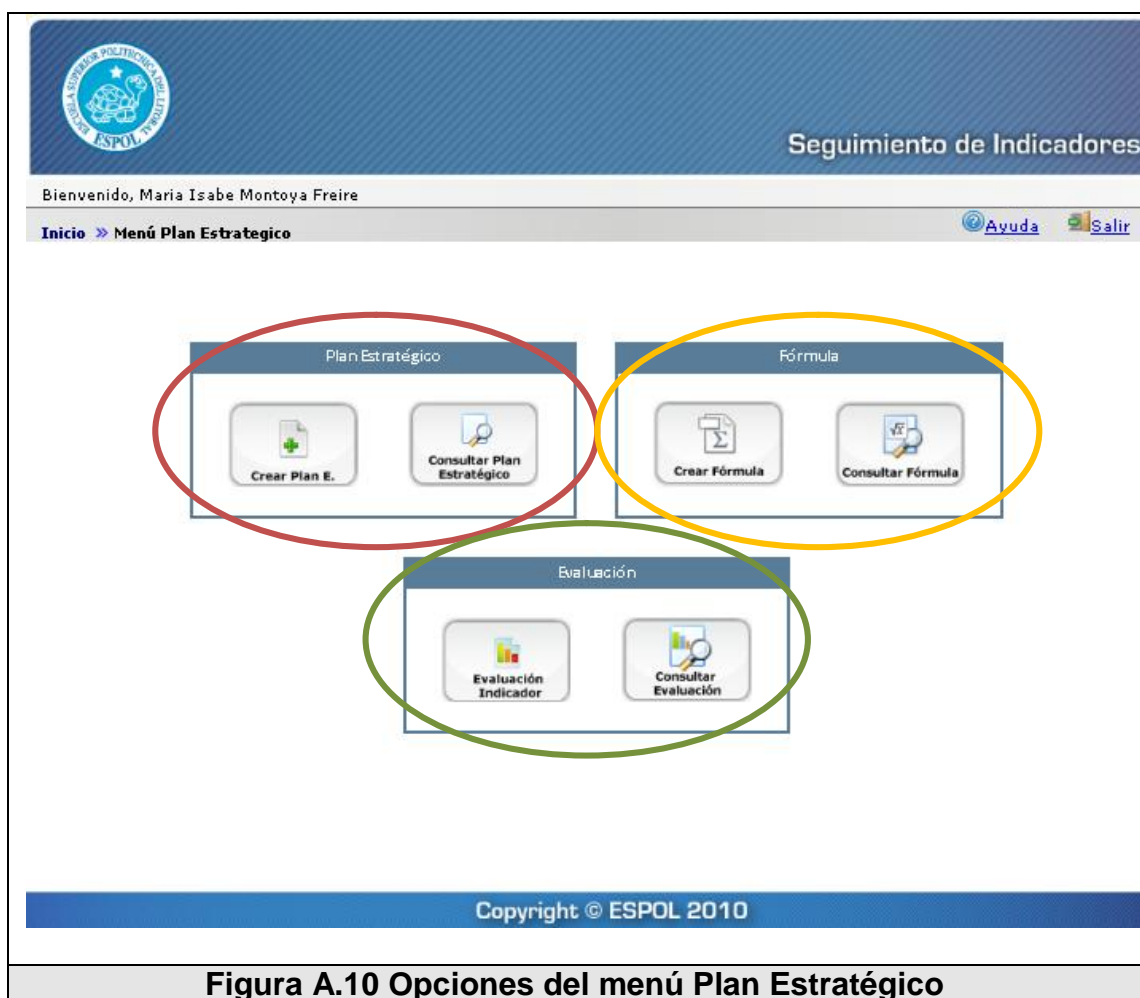 ESCUELA SUPERIOR POLITECNICA DEL LITORAL
ESPOL
Seguimiento de Indicadores
Bienvenido, Maria Isabe Montoya Freire
Inicio » Menú Plan Estrategico
Ayuda Salir
Plan Estratégico
Fórmula
Crear Plan E.
Consultar Plan
Estratégico
Crear Fórmula
Consultar Fórmula
Evaluación
Evaluación
Indicador
Consultar
Evaluación
Copyright © ESPOL 2010
Figura A.10 Opciones del menú Plan Estratégico